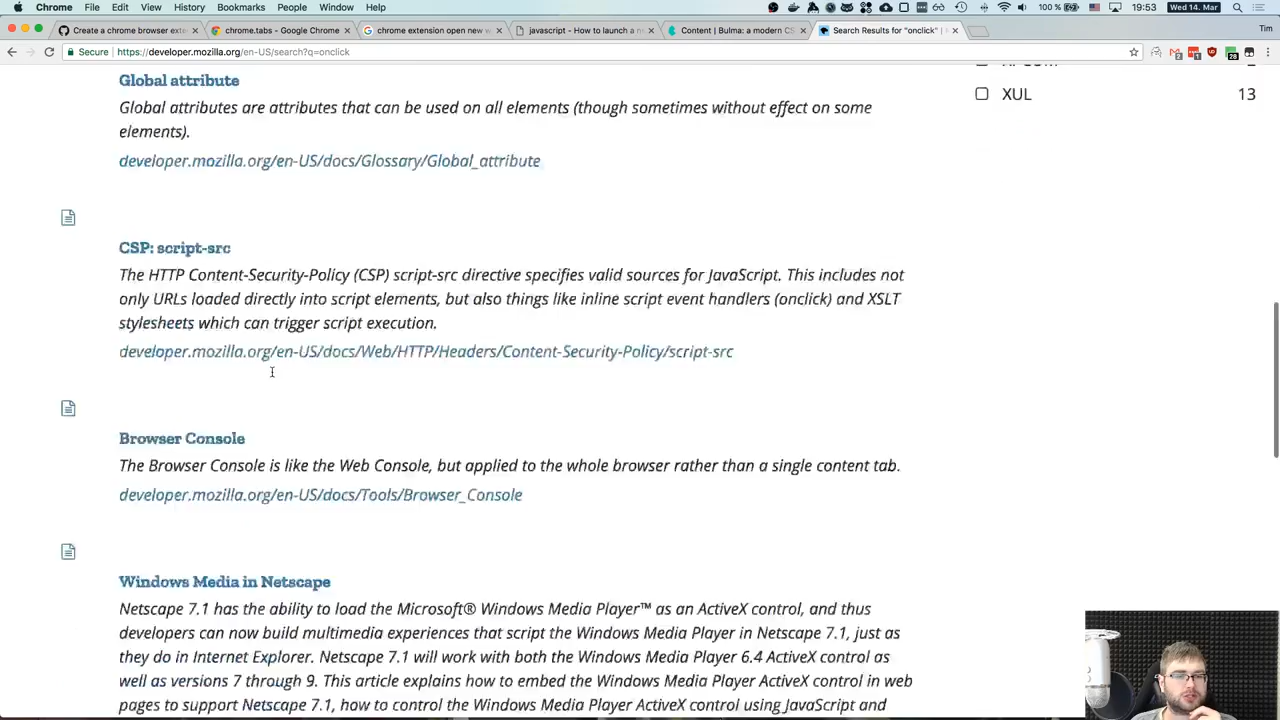 Chrome File Edit View History Bookmarks People Window Help 100 % 19:53 Wed 14. Mar
Create a chrome browser exte
chrome.tabs - Google Chrome
chrome extension open new w
javascript - How to launch a n
Content | Bulma: a modern CS
Search Results for "onclick" |
Tim
Secure https://developer.mozilla.org/en-US/search?q=onclick
Global attribute
XUL 13
Global attributes are attributes that can be used on all elements (though sometimes without effect on some
elements).
developer.mozilla.org/en-US/docs/Glossary/Global_attribute
CSP: script-src
The HTTP Content-Security-Policy (CSP) script-src directive specifies valid sources for JavaScript. This includes not
only URLs loaded directly into script elements, but also things like inline script event handlers (onclick) and XSLT
stylesheets which can trigger script execution.
developer.mozilla.org/en-US/docs/Web/HTTP/Headers/Content-Security-Policy/script-src
Browser Console
The Browser Console is like the Web Console, but applied to the whole browser rather than a single content tab.
developer.mozilla.org/en-US/docs/Tools/Browser_Console
Windows Media in Netscape
Netscape 7.1 has the ability to load the Microsoft® Windows Media Player™ as an ActiveX control, and thus
developers can now build multimedia experiences that script the Windows Media Player in Netscape 7.1, just as
they do in Internet Explorer. Netscape 7.1 will work with both the Windows Media Player 6.4 ActiveX control as
well as versions 7 through 9. This article explains how to embed the Windows Media Player ActiveX control in web
pages to support Netscape 7.1, how to control the Windows Media Player ActiveX control using JavaScript and